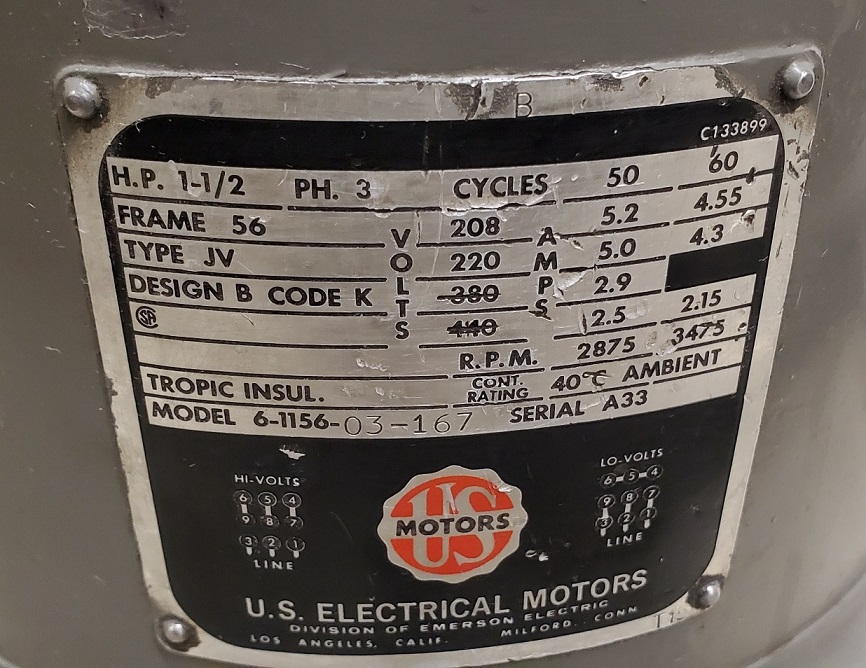 B
C133899
H.P. 1-1/2 PH. 3 CYCLES 50 60
FRAME 56 VOLTS 208 AMPS 5.2 4.55
TYPE JV 220 5.0 4.3
DESIGN B CODE K 380 2.9
SA 440 2.5 2.15
R.P.M. 2875 3475
TROPIC INSUL. CONT. RATING 40°C AMBIENT
MODEL 6-1156-03-167 SERIAL A33
HI-VOLTS LO-VOLTS
6 5 4 6-5-4
9 8 7 9 8 7
3 2 1 3 2 1
LINE LINE
US
MOTORS
U.S. ELECTRICAL MOTORS
DIVISION OF EMERSON ELECTRIC
LOS ANGELES, CALIF. MILFORD, CONN